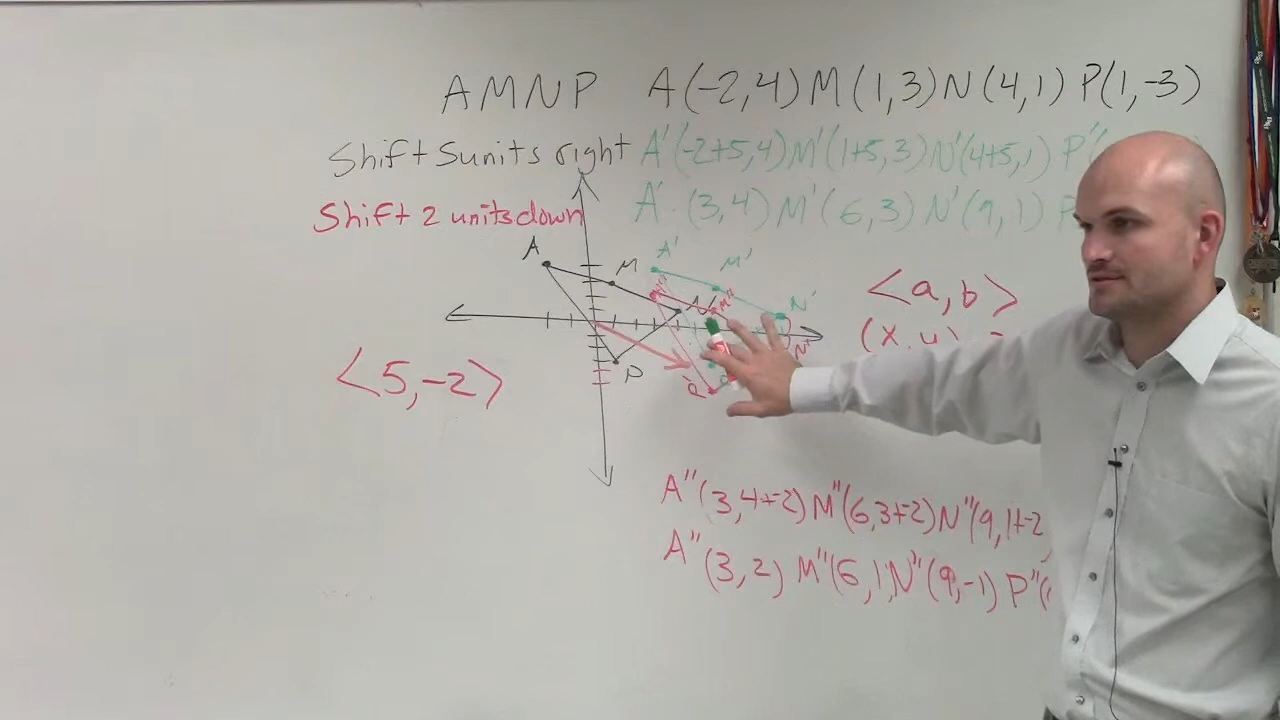 AMNP A(-2,4) M(1,3) N(4,1) P(1,-3)
Shift 5 units right A'(-2+5,4) M'(1+5,3) N'(4+5,1) P'(
Shift 2 units down A'(3,4) M'(6,3) N'(9,1) P
A M A' M'
A" M" N'
N"
P P"
<a,b>
(x,y)
<5,-2>
A"(3,4+-2) M"(6,3+-2) N"(9,1+-2
A"(3,2) M"(6,1) N"(9,-1) P"(